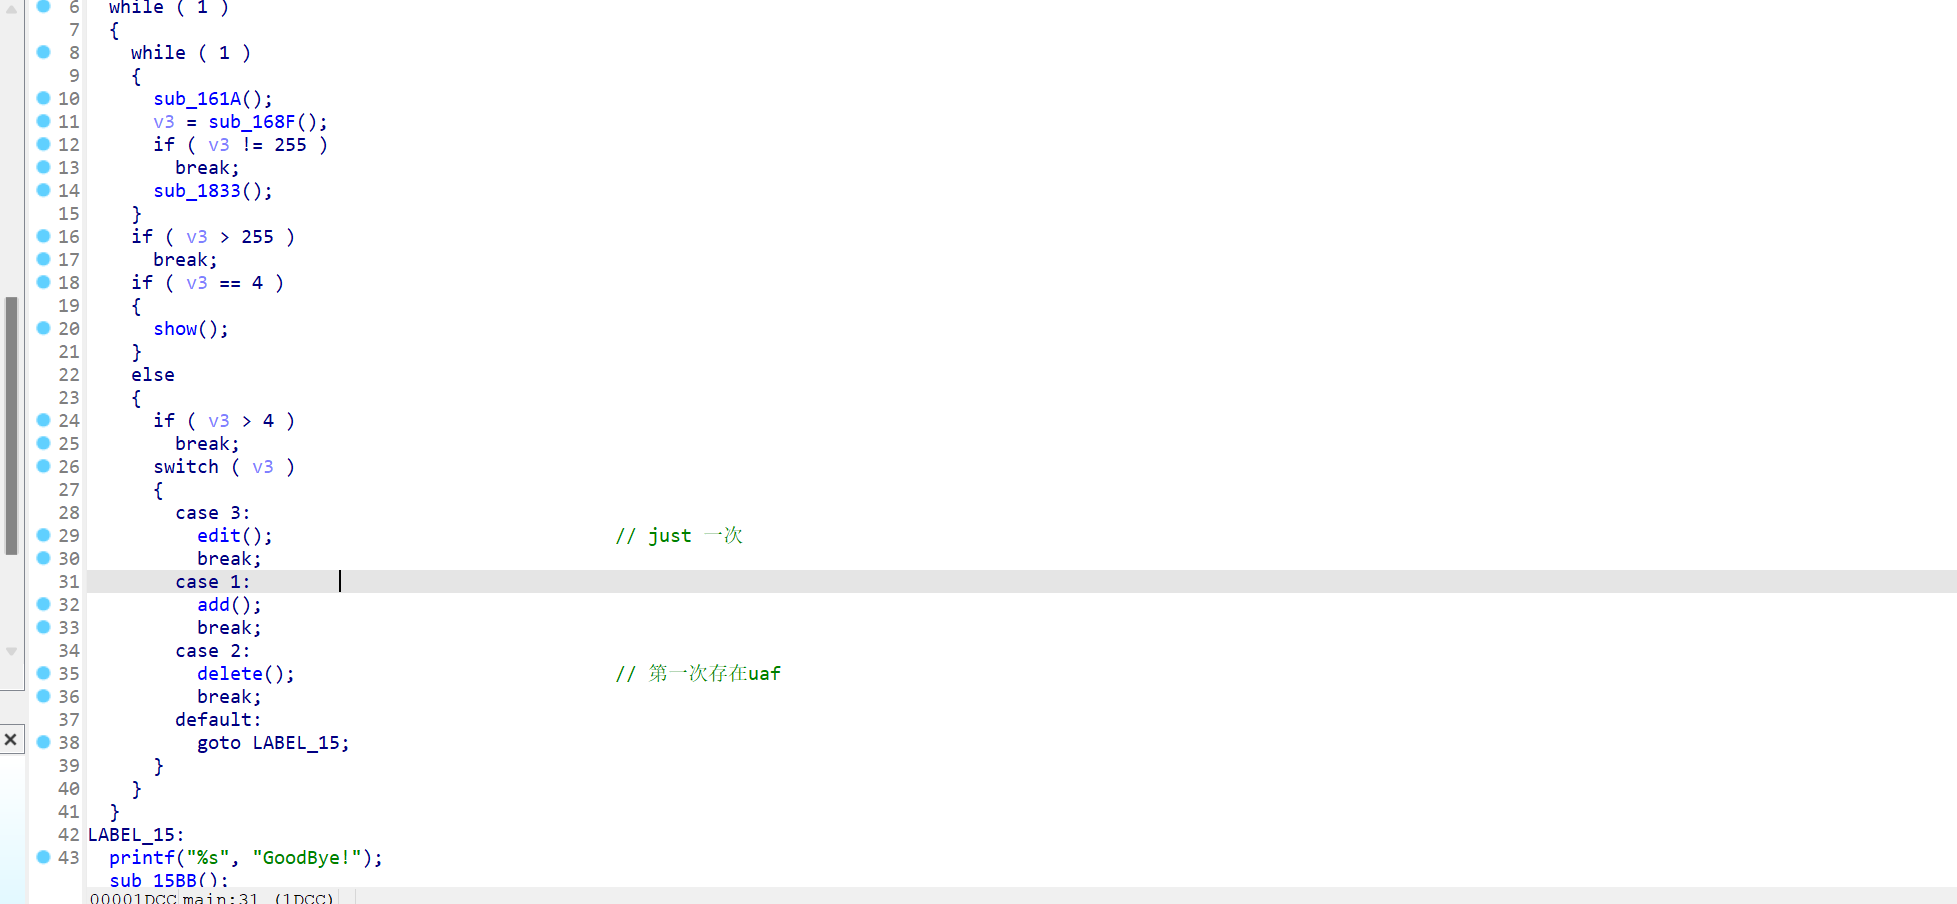 6 while ( 1 )
7 {
8 while ( 1 )
9 {
10 sub_161A();
11 v3 = sub_168F();
12 if ( v3 != 255 )
13 break;
14 sub_1833();
15 }
16 if ( v3 > 255 )
17 break;
18 if ( v3 == 4 )
19 {
20 show();
21 }
22 else
23 {
24 if ( v3 > 4 )
25 break;
26 switch ( v3 )
27 {
28 case 3:
29 edit(); // just 一次
30 break;
31 case 1:
32 add();
33 break;
34 case 2:
35 delete(); // 第一次存在uaf
36 break;
37 default:
38 goto LABEL_15;
39 }
40 }
41 }
42 LABEL_15:
43 printf("%s", "GoodBye!");
sub_15BB();
00001DCC main:31 (1DCC)